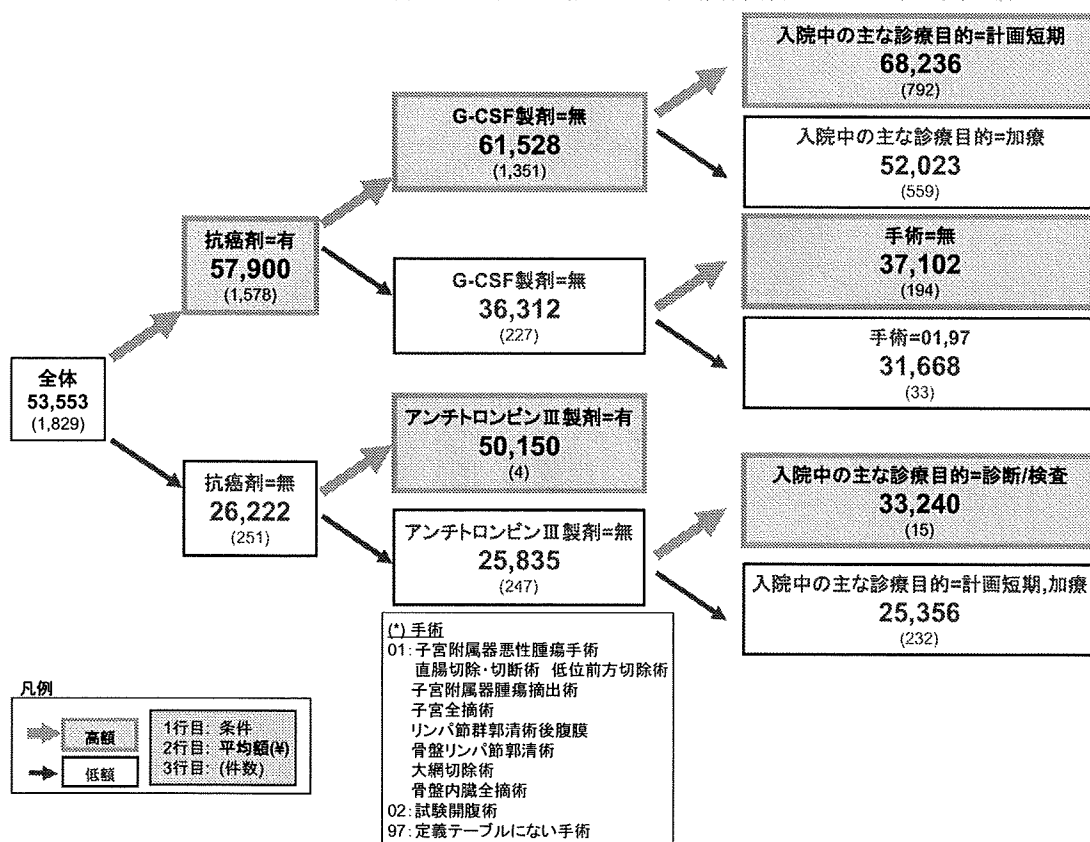 入院中の主な診療目的=計画短期
68,236
(792)
G-CSF製剤=無
61,528
(1,351)
入院中の主な診療目的=加療
52,023
(559)
抗癌剤=有
57,900
(1,578)
手術=無
37,102
(194)
G-CSF製剤=無
36,312
(227)
手術=01,97
31,668
(33)
全体
53,553
(1,829)
アンチトロンビンⅢ製剤=有
50,150
(4)
抗癌剤=無
26,222
(251)
入院中の主な診療目的=診断/検査
33,240
(15)
アンチトロンビンⅢ製剤=無
25,835
(247)
入院中の主な診療目的=計画短期,加療
25,356
(232)
(*) 手術
01:子宮附属器悪性腫瘍手術
直腸切除・切断術 低位前方切除術
子宮附属器腫瘍摘出術
子宮全摘術
リンパ節群郭清術後腹膜
骨盤リンパ節郭清術
大網切除術
骨盤内臓全摘術
02:試験開腹術
97:定義テーブルにない手術
凡例
高額
低額
1行目: 条件
2行目: 平均額(¥)
3行目: (件数)